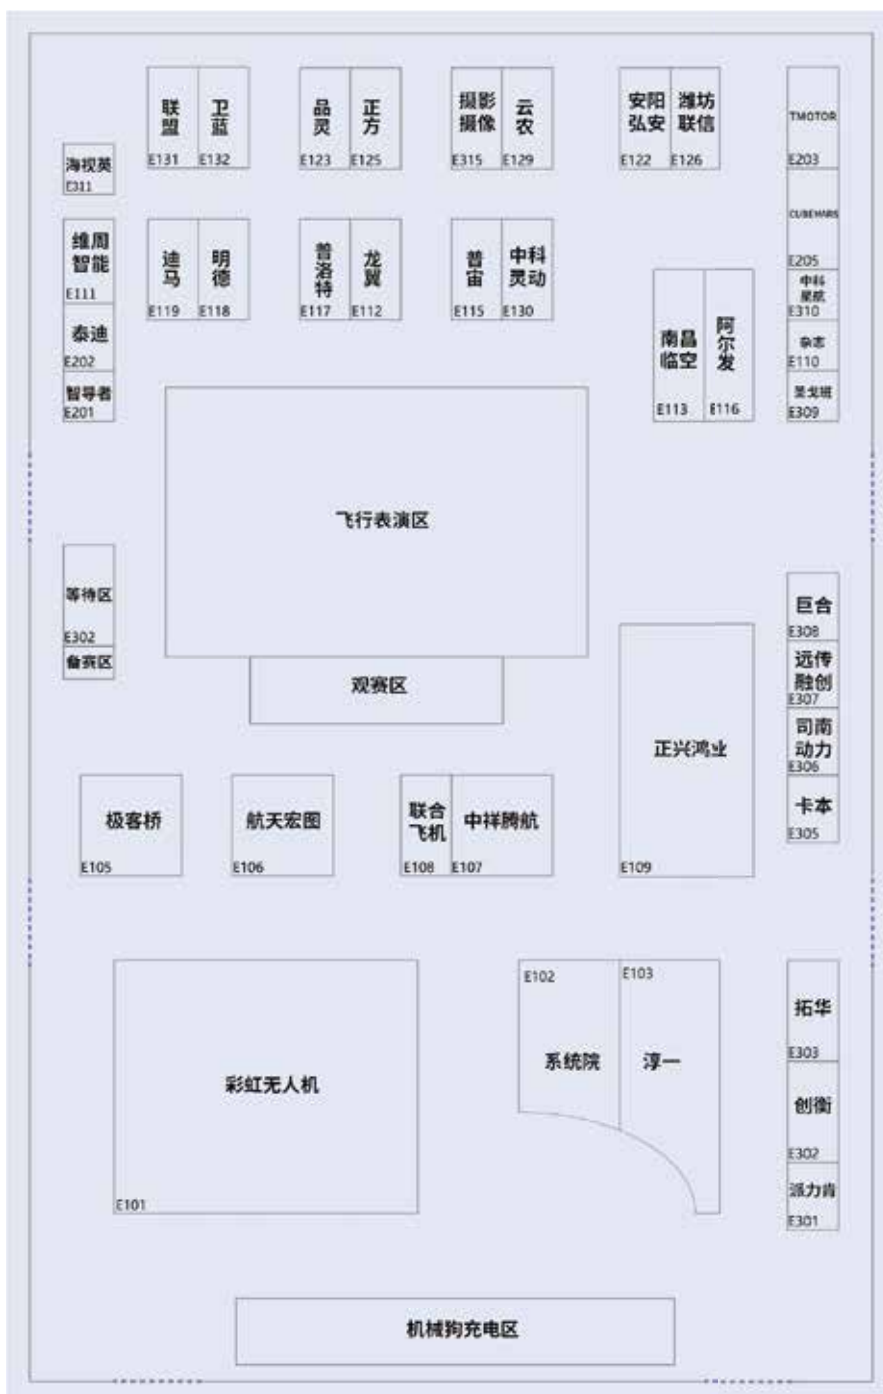 联盟
E131
卫蓝
E132
品灵
E123
正方
E125
摄影
摄像
E315
云农
E129
安阳
弘安
E122
潍坊
联信
E126
TMOTOR
E203
海视英
E311
CUBEMARS
E205
维周
智能
E111
迪马
E119
明德
E118
普洛特
E117
龙翼
E112
普宙
E115
中科
灵动
E130
中科
星航
E310
泰迪
E202
南昌
临空
E113
阿尔发
E116
杂志
E110
智导者
E201
圣戈班
E309
飞行表演区
等待区
E302
备赛区
观赛区
巨合
E308
远传
融创
E307
正兴鸿业
E109
司南
动力
E306
卡本
E305
极客桥
E105
航天宏图
E106
联合
飞机
E108
中祥腾航
E107
彩虹无人机
E101
E102
系统院
E103
淳一
拓华
E303
创衡
E302
派力肯
E301
机械狗充电区